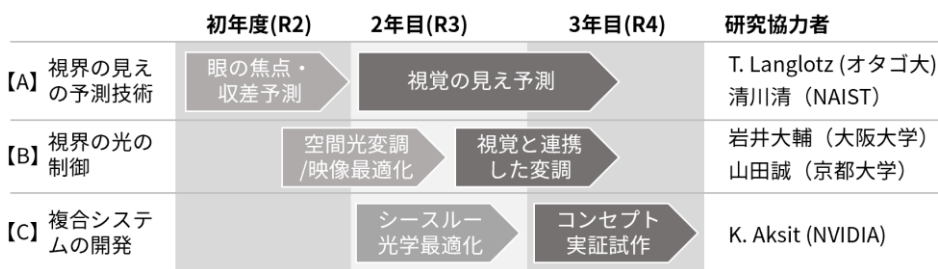 初年度(R2) 2年目(R3) 3年目(R4) 研究協力者
【A】 視界の見え
の予測技術
眼の焦点・
収差予測
視覚の見え予測
T. Langlotz (オタゴ大)
清川清（NAIST）
【B】 視界の光の
制御
空間光変調
/映像最適化
視覚と連携
した変調
岩井大輔（大阪大学）
山田誠（京都大学）
【C】 複合システ
ムの開発
シースルー
光学最適化
コンセプト
実証試作
K. Aksit (NVIDIA)